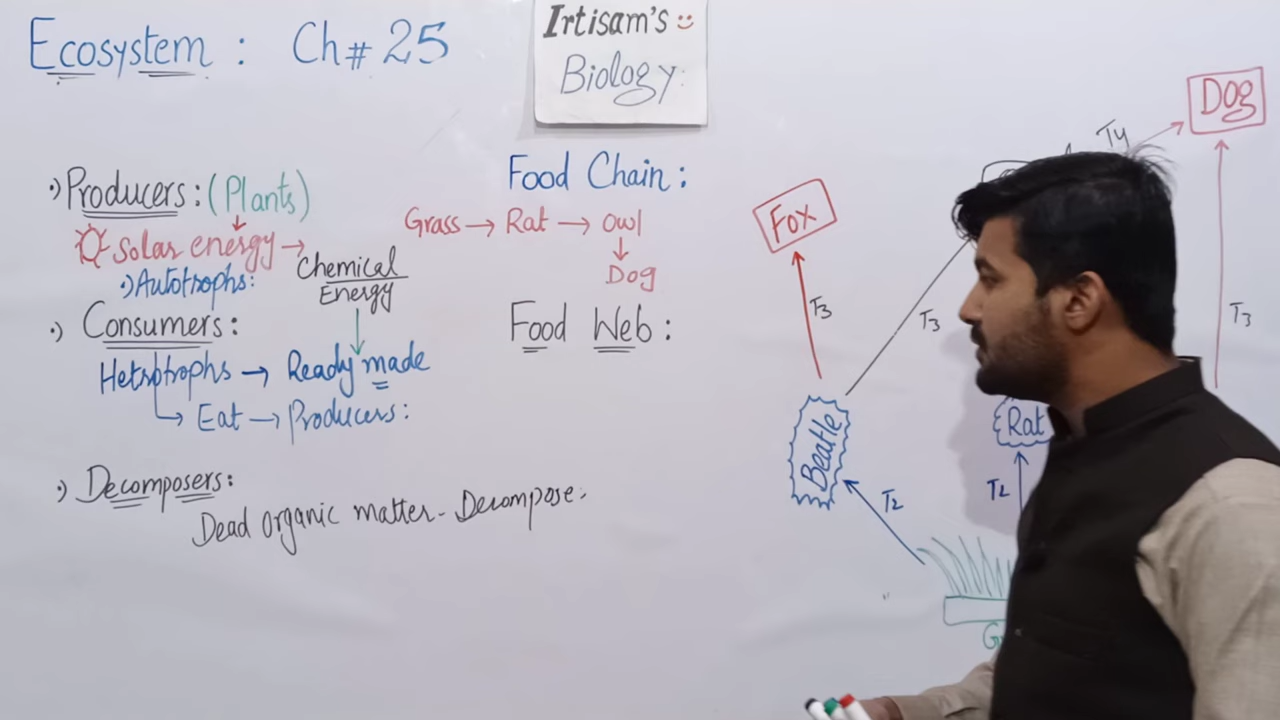 Ecosystem : Ch # 25
Irtisam's
Biology
Producers: (Plants)
Solar energy →
Chemical
Energy
Autotrophs:
Consumers:
Hetrotrophs → Ready made
Eat → Producers:
Decomposers:
Dead organic matter - Decompose:
Food Chain:
Grass → Rat → Owl
Dog
Food Web:
Dog
T4
Fox
T3
T3
T3
Beatle
Rat
T2
T2